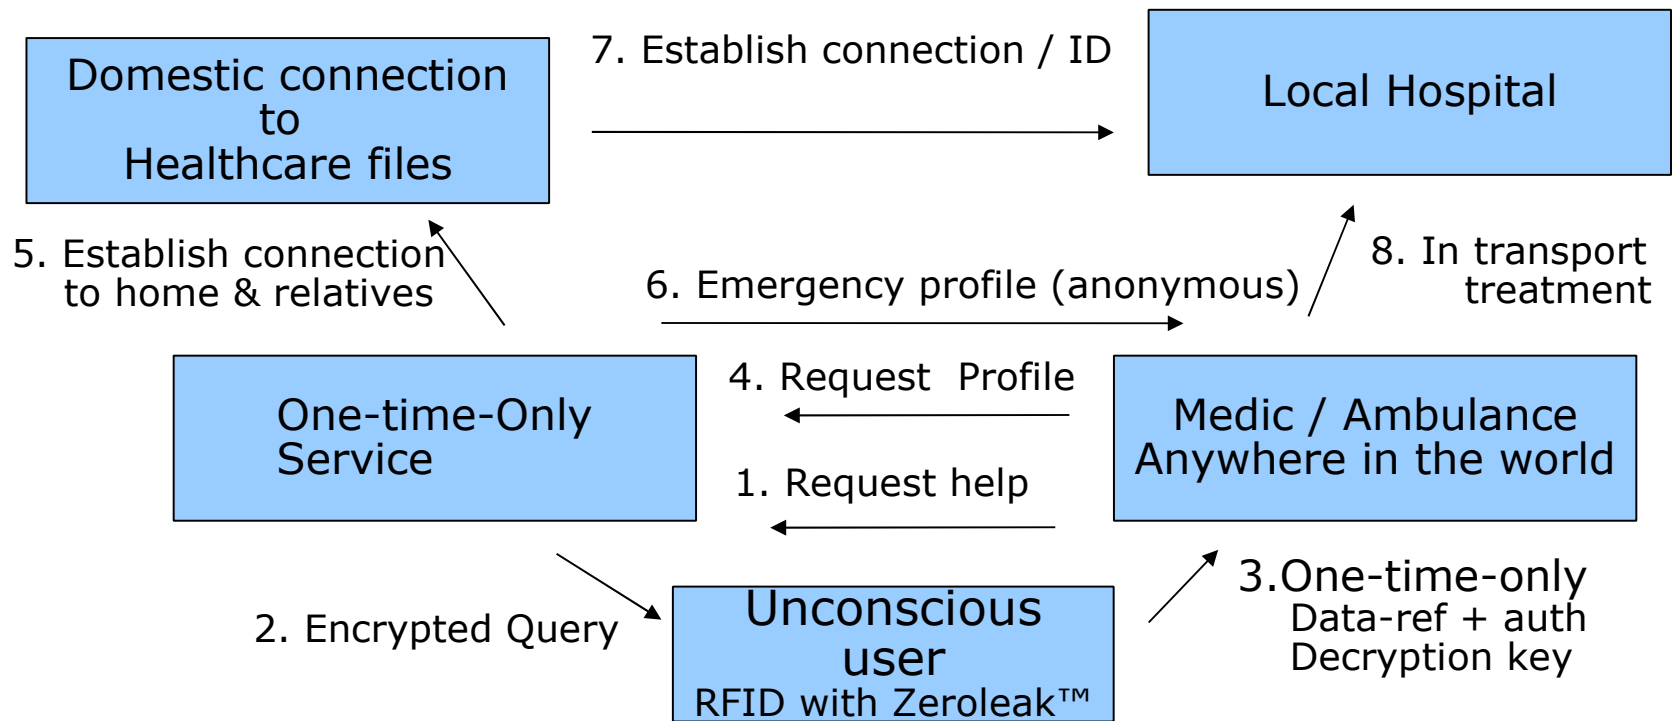 7. Establish connection / ID
Domestic connection
to
Healthcare files
Local Hospital
5. Establish connection
to home & relatives
8. In transport
treatment
6. Emergency profile (anonymous)
4. Request Profile
One-time-Only
Service
Medic / Ambulance
Anywhere in the world
1. Request help
3.One-time-only
Data-ref + auth
Decryption key
2. Encrypted Query
Unconscious
user
RFID with Zeroleak™